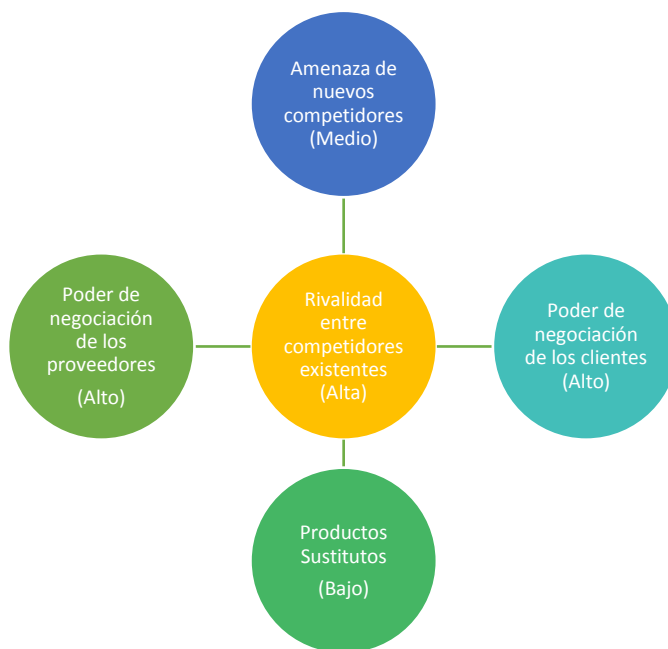 Amenaza de
nuevos
competidores
(Medio)
Poder de
negociación
de los
proveedores
(Alto)
Rivalidad
entre
competidores
existentes
(Alta)
Poder de
negociación
de los clientes
(Alto)
Productos
Sustitutos
(Bajo)